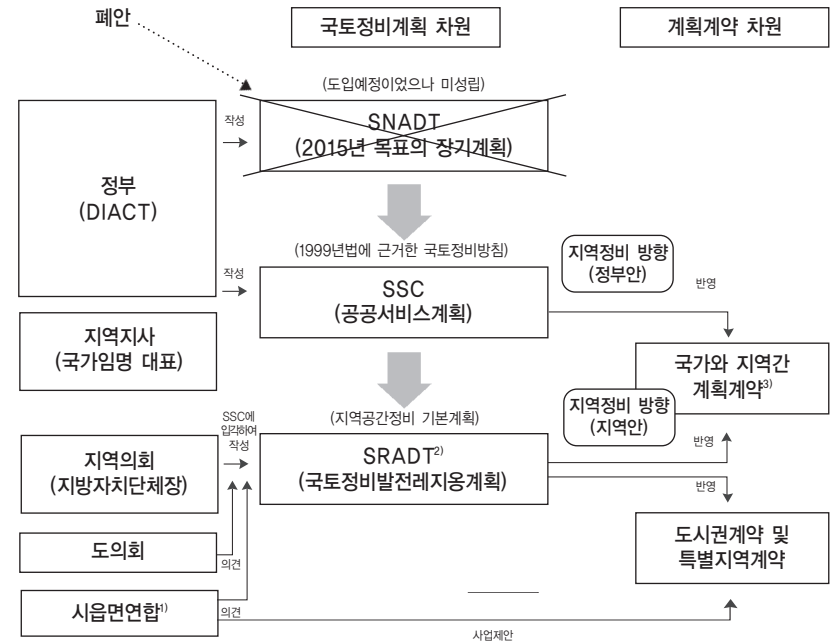 폐안
국토정비계획 차원
계획계약 차원
(도입예정이었으나 미성립)
작성
SNADT
(2015년 목표의 장기계획)
정부
(DIACT)
(1999년법에 근거한 국토정비방침)
작성
SSC
(공공서비스계획)
지역정비 방향
(정부안)
반영
지역지사
(국가임명 대표)
국가와 지역간
계획계약3)
SSC에
입각하여
작성
(지역공간정비 기본계획)
지역정비 방향
(지역안)
지역의회
(지방자치단체장)
SRADT2)
(국토정비발전레지옹계획)
반영
반영
도의회
의견
도시권계약 및
특별지역계약
시읍면연합1)
의견
사업제안